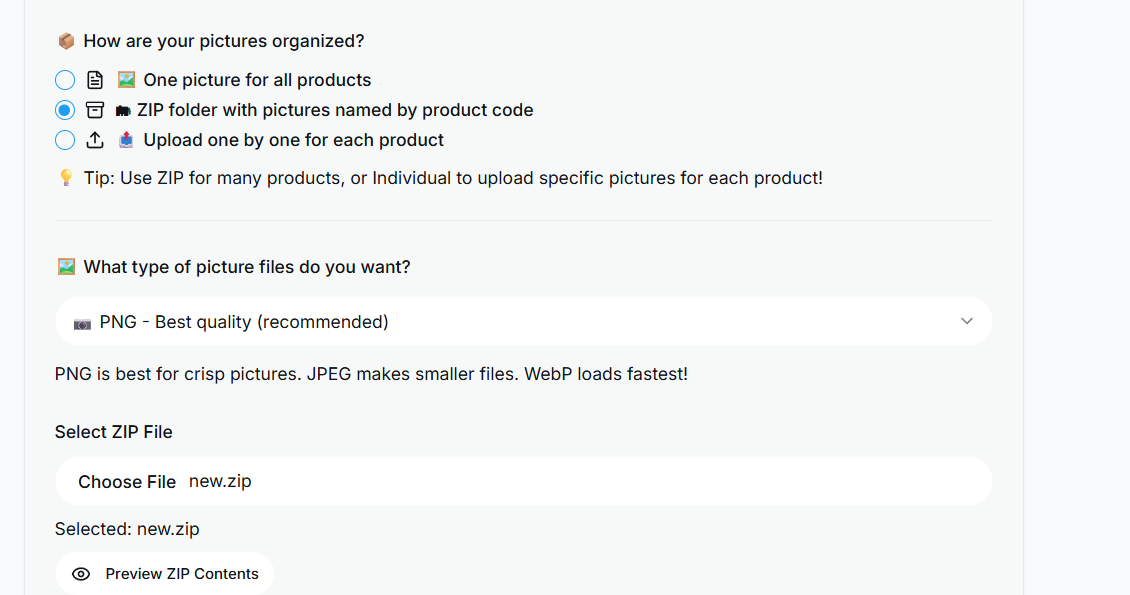 How are your pictures organized?
One picture for all products
ZIP folder with pictures named by product code
Upload one by one for each product
Tip: Use ZIP for many products, or Individual to upload specific pictures for each product!
What type of picture files do you want?
PNG - Best quality (recommended)
PNG is best for crisp pictures. JPEG makes smaller files. WebP loads fastest!
Select ZIP File
Choose File new.zip
Selected: new.zip
Preview ZIP Contents